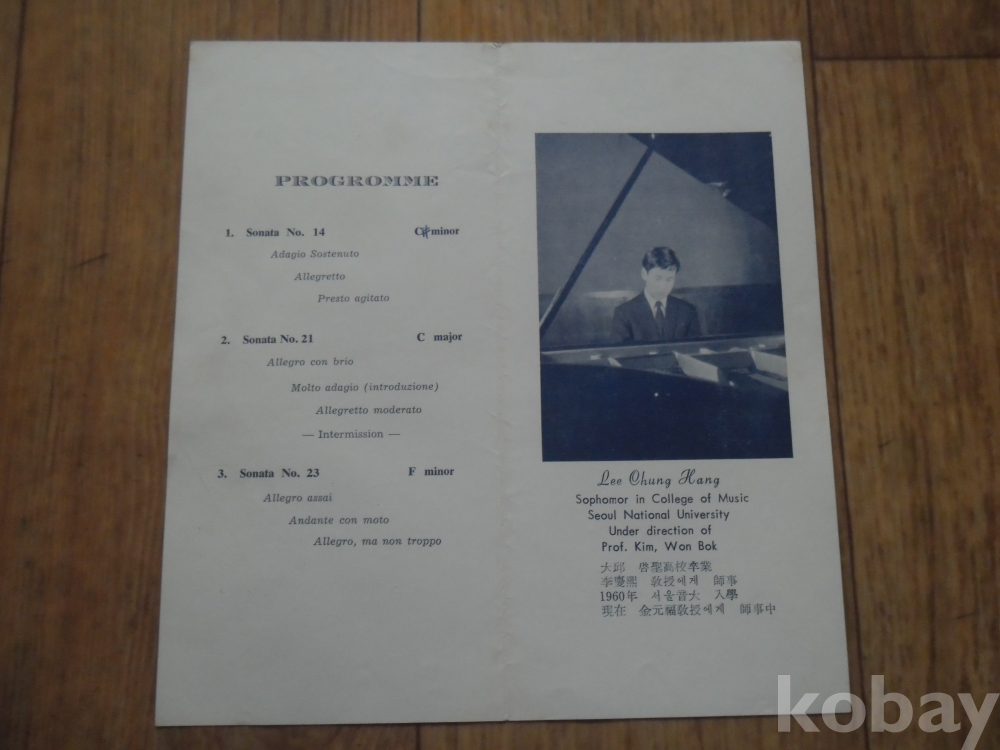 PROGROMME
1. Sonata No. 14 C# minor
Adagio Sostenuto
Allegretto
Presto agitato
2. Sonata No. 21 C major
Allegro con brio
Molto adagio (introduzione)
Allegretto moderato
— Intermission —
3. Sonata No. 23 F minor
Allegro assai
Andante con moto
Allegro, ma non troppo
Lee Chung Hang
Sophomor in College of Music
Seoul National University
Under direction of
Prof. Kim, Won Bok
大邱 啓聖高校卒業
李慶熙 敎授에게 師事
1960年 서울音大 入學
現在 金元福敎授에게 師事中
kobay